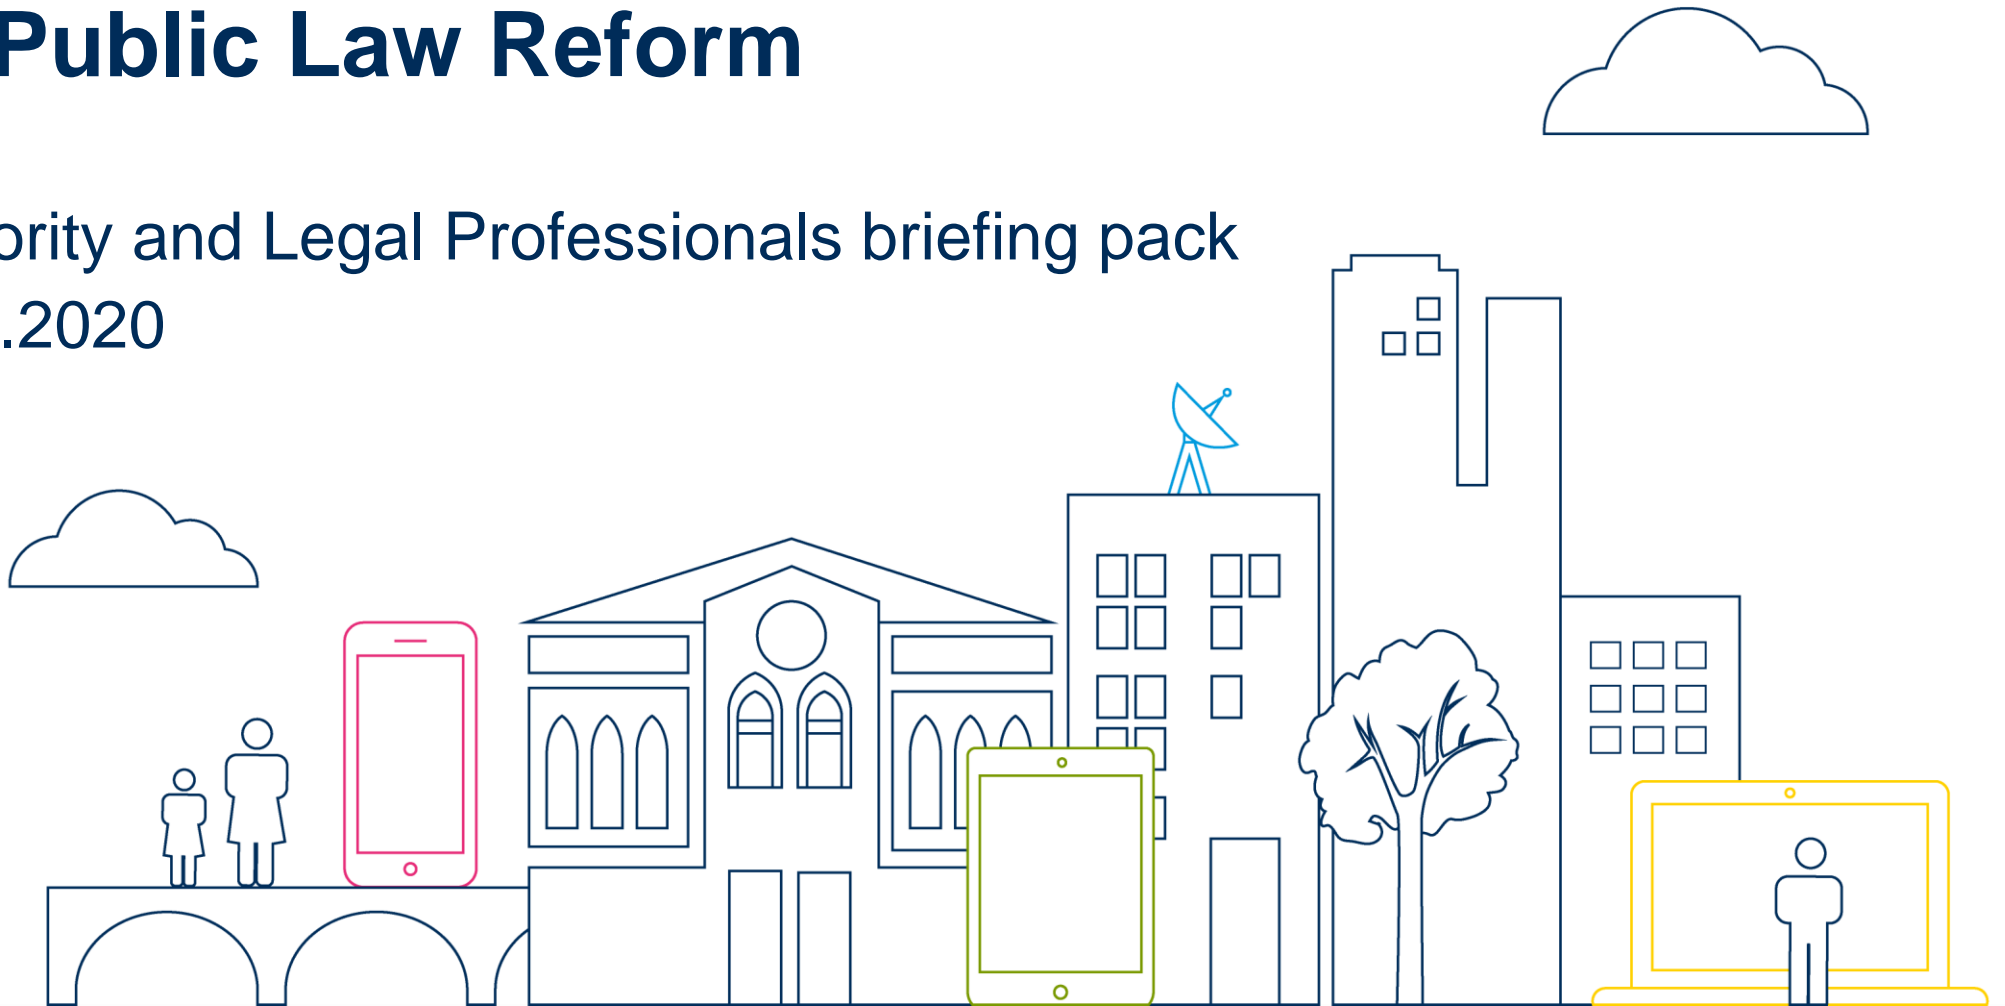 Public Law Reform
ority and Legal Professionals briefing pack
.2020